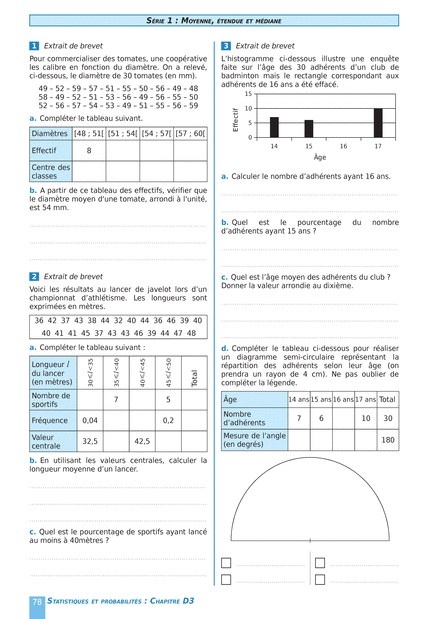 SÉRIE 1 : MOYENNE, ÉTENDUE ET MÉDIANE
1 Extrait de brevet
Pour commercialiser des tomates, une coopérative
les calibre en fonction du diamètre. On a relevé,
ci-dessous, le diamètre de 30 tomates (en mm).
49 – 52 – 59 – 57 – 51 – 55 – 50 – 56 – 49 – 48
58 – 49 – 52 – 51 – 53 – 56 – 49 – 56 – 55 – 50
52 – 56 – 57 – 54 – 53 – 49 – 51 – 55 – 56 – 59
a. Compléter le tableau suivant.
Diamètres [48 ; 51[ [51 ; 54[ [54 ; 57[ [57 ; 60[
Effectif 8
Centre des
classes
b. A partir de ce tableau des effectifs, vérifier que
le diamètre moyen d'une tomate, arrondi à l'unité,
est 54 mm.
2 Extrait de brevet
Voici les résultats au lancer de javelot lors d'un
championnat d'athlétisme. Les longueurs sont
exprimées en mètres.
36 42 37 43 38 44 32 40 44 36 46 39 40
40 41 41 45 37 43 43 46 39 44 47 48
a. Compléter le tableau suivant :
Longueur l
du lancer
(en mètres) 30⩽l<35 35⩽l<40 40⩽l<45 45⩽l<50 Total
Nombre de
sportifs 7 5
Fréquence 0,04 0,2
Valeur
centrale 32,5 42,5
b. En utilisant les valeurs centrales, calculer la
longueur moyenne d'un lancer.
c. Quel est le pourcentage de sportifs ayant lancé
au moins à 40mètres ?
3 Extrait de brevet
L'histogramme ci-dessous illustre une enquête
faite sur l'âge des 30 adhérents d'un club de
badminton mais le rectangle correspondant aux
adhérents de 16 ans a été effacé.
Effectif
15
10
5
0
14 15 16 17
Âge
a. Calculer le nombre d'adhérents ayant 16 ans.
b. Quel est le pourcentage du nombre
d'adhérents ayant 15 ans ?
c. Quel est l'âge moyen des adhérents du club ?
Donner la valeur arrondie au dixième.
d. Compléter le tableau ci-dessous pour réaliser
un diagramme semi-circulaire représentant la
répartition des adhérents selon leur âge (on
prendra un rayon de 4 cm). Ne pas oublier de
compléter la légende.
Âge 14 ans 15 ans 16 ans 17 ans Total
Nombre
d'adhérents 7 6 10 30
Mesure de l'angle
(en degrés) 180
78 STATISTIQUES ET PROBABILITÉS : CHAPITRE D3